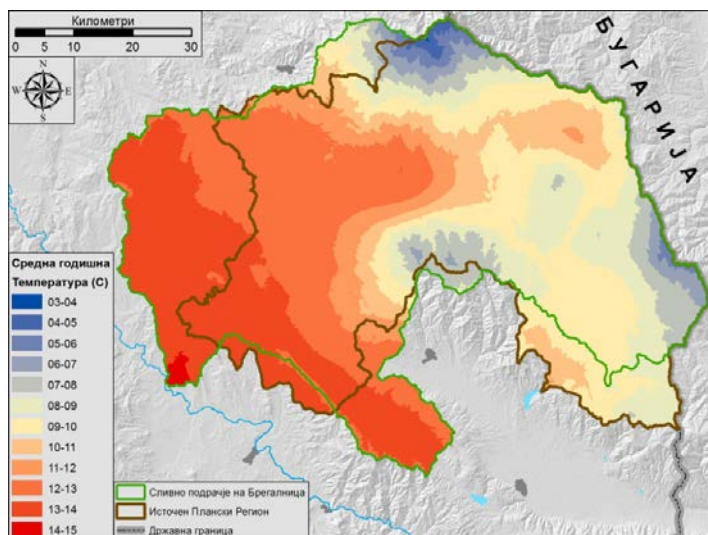 Километри
0 5 10 20 30
N
W E
S
БУГАРИЈА
Средна годишна
Температура (C)
03-04
04-05
05-06
06-07
07-08
08-09
09-10
10-11
11-12
12-13
13-14
14-15
Сливно подрачје на Брегалница
Источен Плански Регион
Државна граница